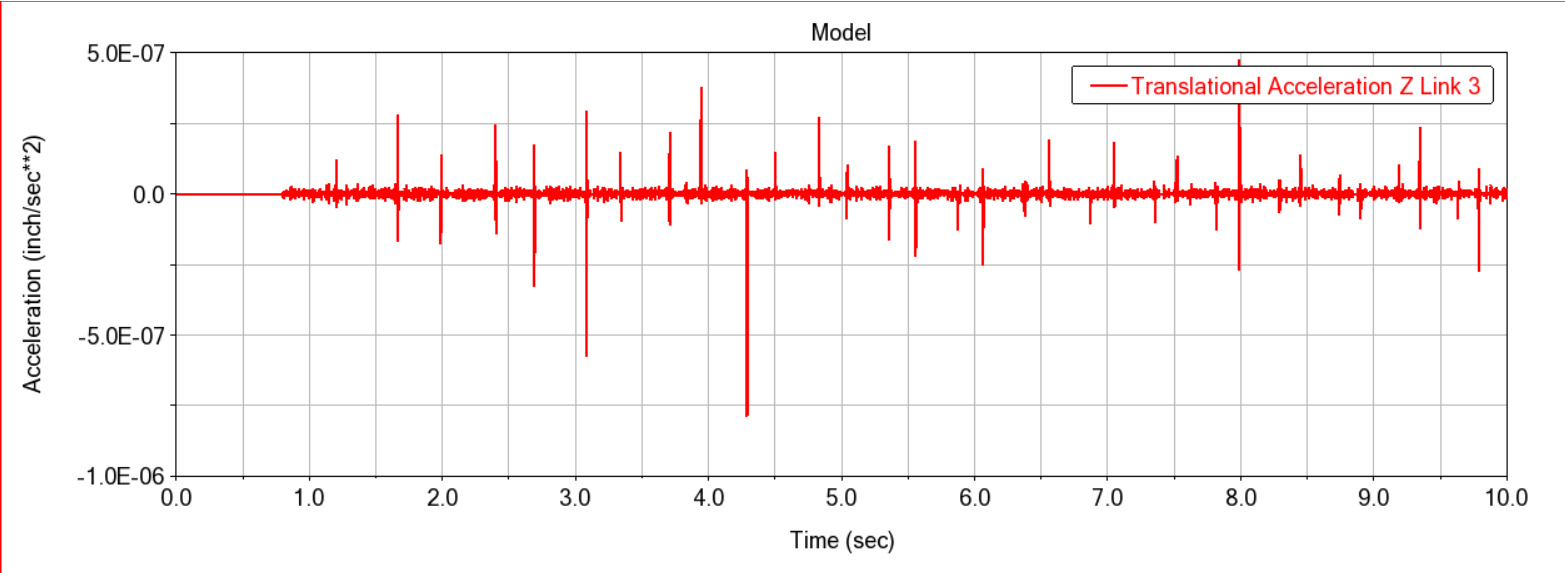 Model
5.0E-07
Translational Acceleration Z Link 3
0.0
-5.0E-07
-1.0E-06
Acceleration (inch/sec**2)
0.0 1.0 2.0 3.0 4.0 5.0 6.0 7.0 8.0 9.0 10.0
Time (sec)